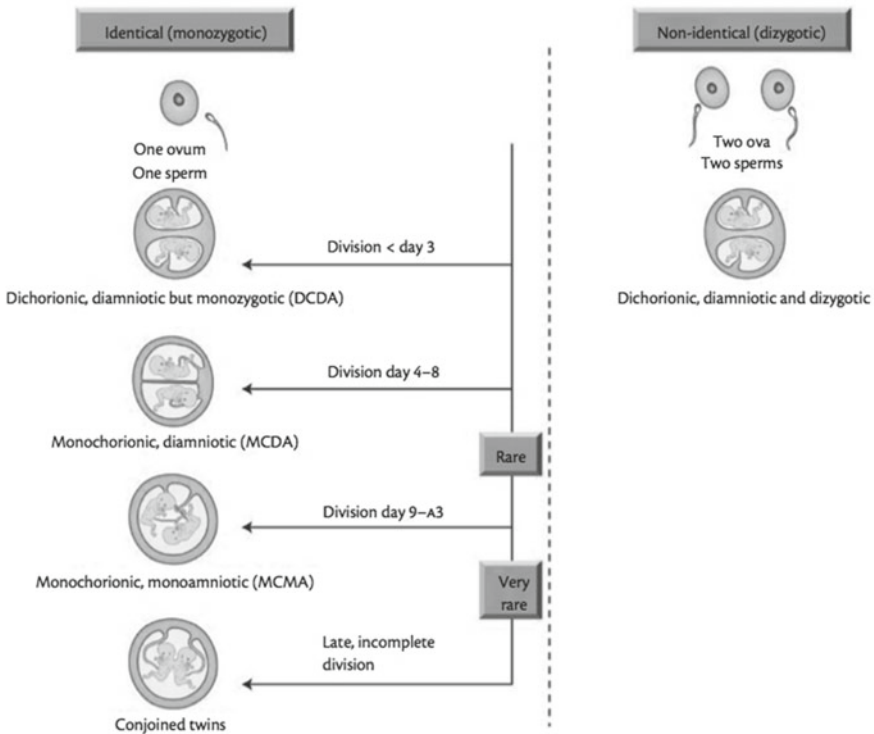 Identical (monozygotic)
Non-identical (dizygotic)
One ovum
One sperm
Two ova
Two sperms
Division < day 3
Dichorionic, diamniotic but monozygotic (DCDA)
Dichorionic, diamniotic and dizygotic
Division day 4–8
Monochorionic, diamniotic (MCDA)
Rare
Division day 9–A3
Monochorionic, monoamniotic (MCMA)
Very
rare
Late, incomplete
division
Conjoined twins